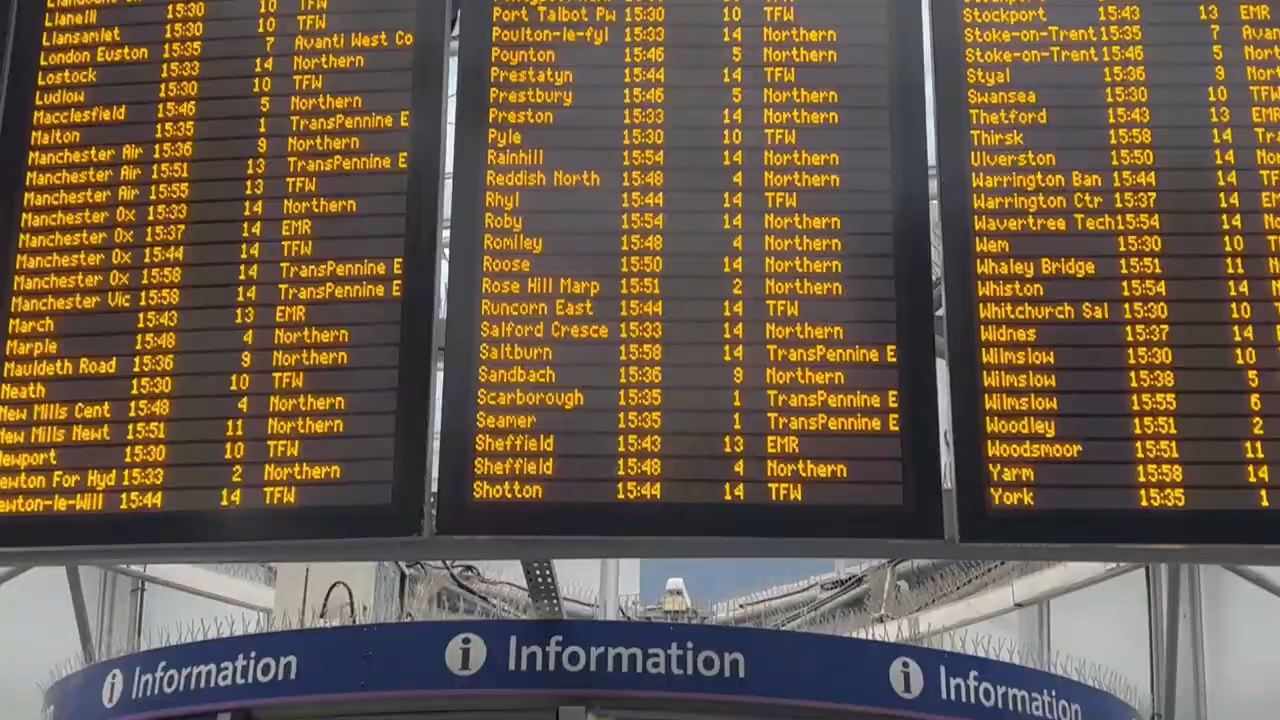 Llanelli 15:30 10 TFW
Llansamlet 15:30 10 TFW
London Euston 15:35 7 Avanti West Co
Lostock 15:33 14 Northern
Ludlow 15:30 10 TFW
Macclesfield 15:46 5 Northern
Malton 15:35 1 TransPennine E
Manchester Air 15:36 9 Northern
Manchester Air 15:51 13 TransPennine E
Manchester Air 15:55 13 TFW
Manchester Ox 15:33 14 Northern
Manchester Ox 15:37 14 EMR
Manchester Ox 15:44 14 TFW
Manchester Ox 15:58 14 TransPennine E
Manchester Vic 15:58 14 TransPennine E
March 15:43 13 EMR
Marple 15:48 4 Northern
Mauldeth Road 15:36 9 Northern
Neath 15:30 10 TFW
New Mills Cent 15:48 4 Northern
New Mills Newt 15:51 11 Northern
Newport 15:30 10 TFW
Newton For Hyd 15:33 2 Northern
Newton-le-Will 15:44 14 TFW
Port Talbot Pw 15:30 10 TFW
Poulton-le-fyl 15:33 14 Northern
Poynton 15:46 5 Northern
Prestatyn 15:44 14 TFW
Prestbury 15:46 5 Northern
Preston 15:33 14 Northern
Pyle 15:30 10 TFW
Rainhill 15:54 14 Northern
Reddish North 15:48 4 Northern
Rhyl 15:44 14 TFW
Roby 15:54 14 Northern
Romiley 15:48 4 Northern
Roose 15:50 14 Northern
Rose Hill Marp 15:51 2 Northern
Runcorn East 15:44 14 TFW
Salford Cresce 15:33 14 Northern
Saltburn 15:58 14 TransPennine E
Sandbach 15:36 9 Northern
Scarborough 15:35 1 TransPennine E
Seamer 15:35 1 TransPennine E
Sheffield 15:43 13 EMR
Sheffield 15:48 4 Northern
Shotton 15:44 14 TFW
Stockport 15:43 13 EMR
Stoke-on-Trent 15:35 7 Avan
Stoke-on-Trent 15:46 5 Nort
Styal 15:36 9 Nort
Swansea 15:30 10 TFW
Thetford 15:43 13 EMR
Thirsk 15:58 14 Tra
Ulverston 15:50 14 Nor
Warrington Ban 15:44 14 TF
Warrington Ctr 15:37 14 EM
Wavertree Tech 15:54 14 No
Wem 15:30 10 T
Whaley Bridge 15:51 11 N
Whiston 15:54 14 N
Whitchurch Sal 15:30 10
Widnes 15:37 14
Wilmslow 15:30 10
Wilmslow 15:38 5
Wilmslow 15:55 6
Woodley 15:51 2
Woodsmoor 15:51 11
Yarm 15:58 14
York 15:35 1
i Information
i Information
i Information